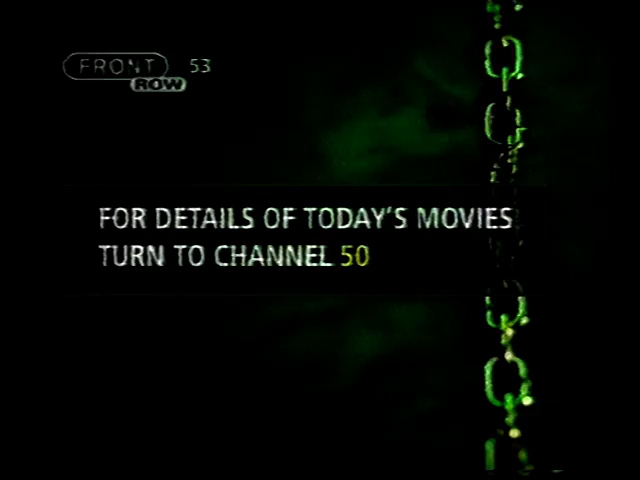 FRONT 53
ROW
FOR DETAILS OF TODAY'S MOVIES
TURN TO CHANNEL 50